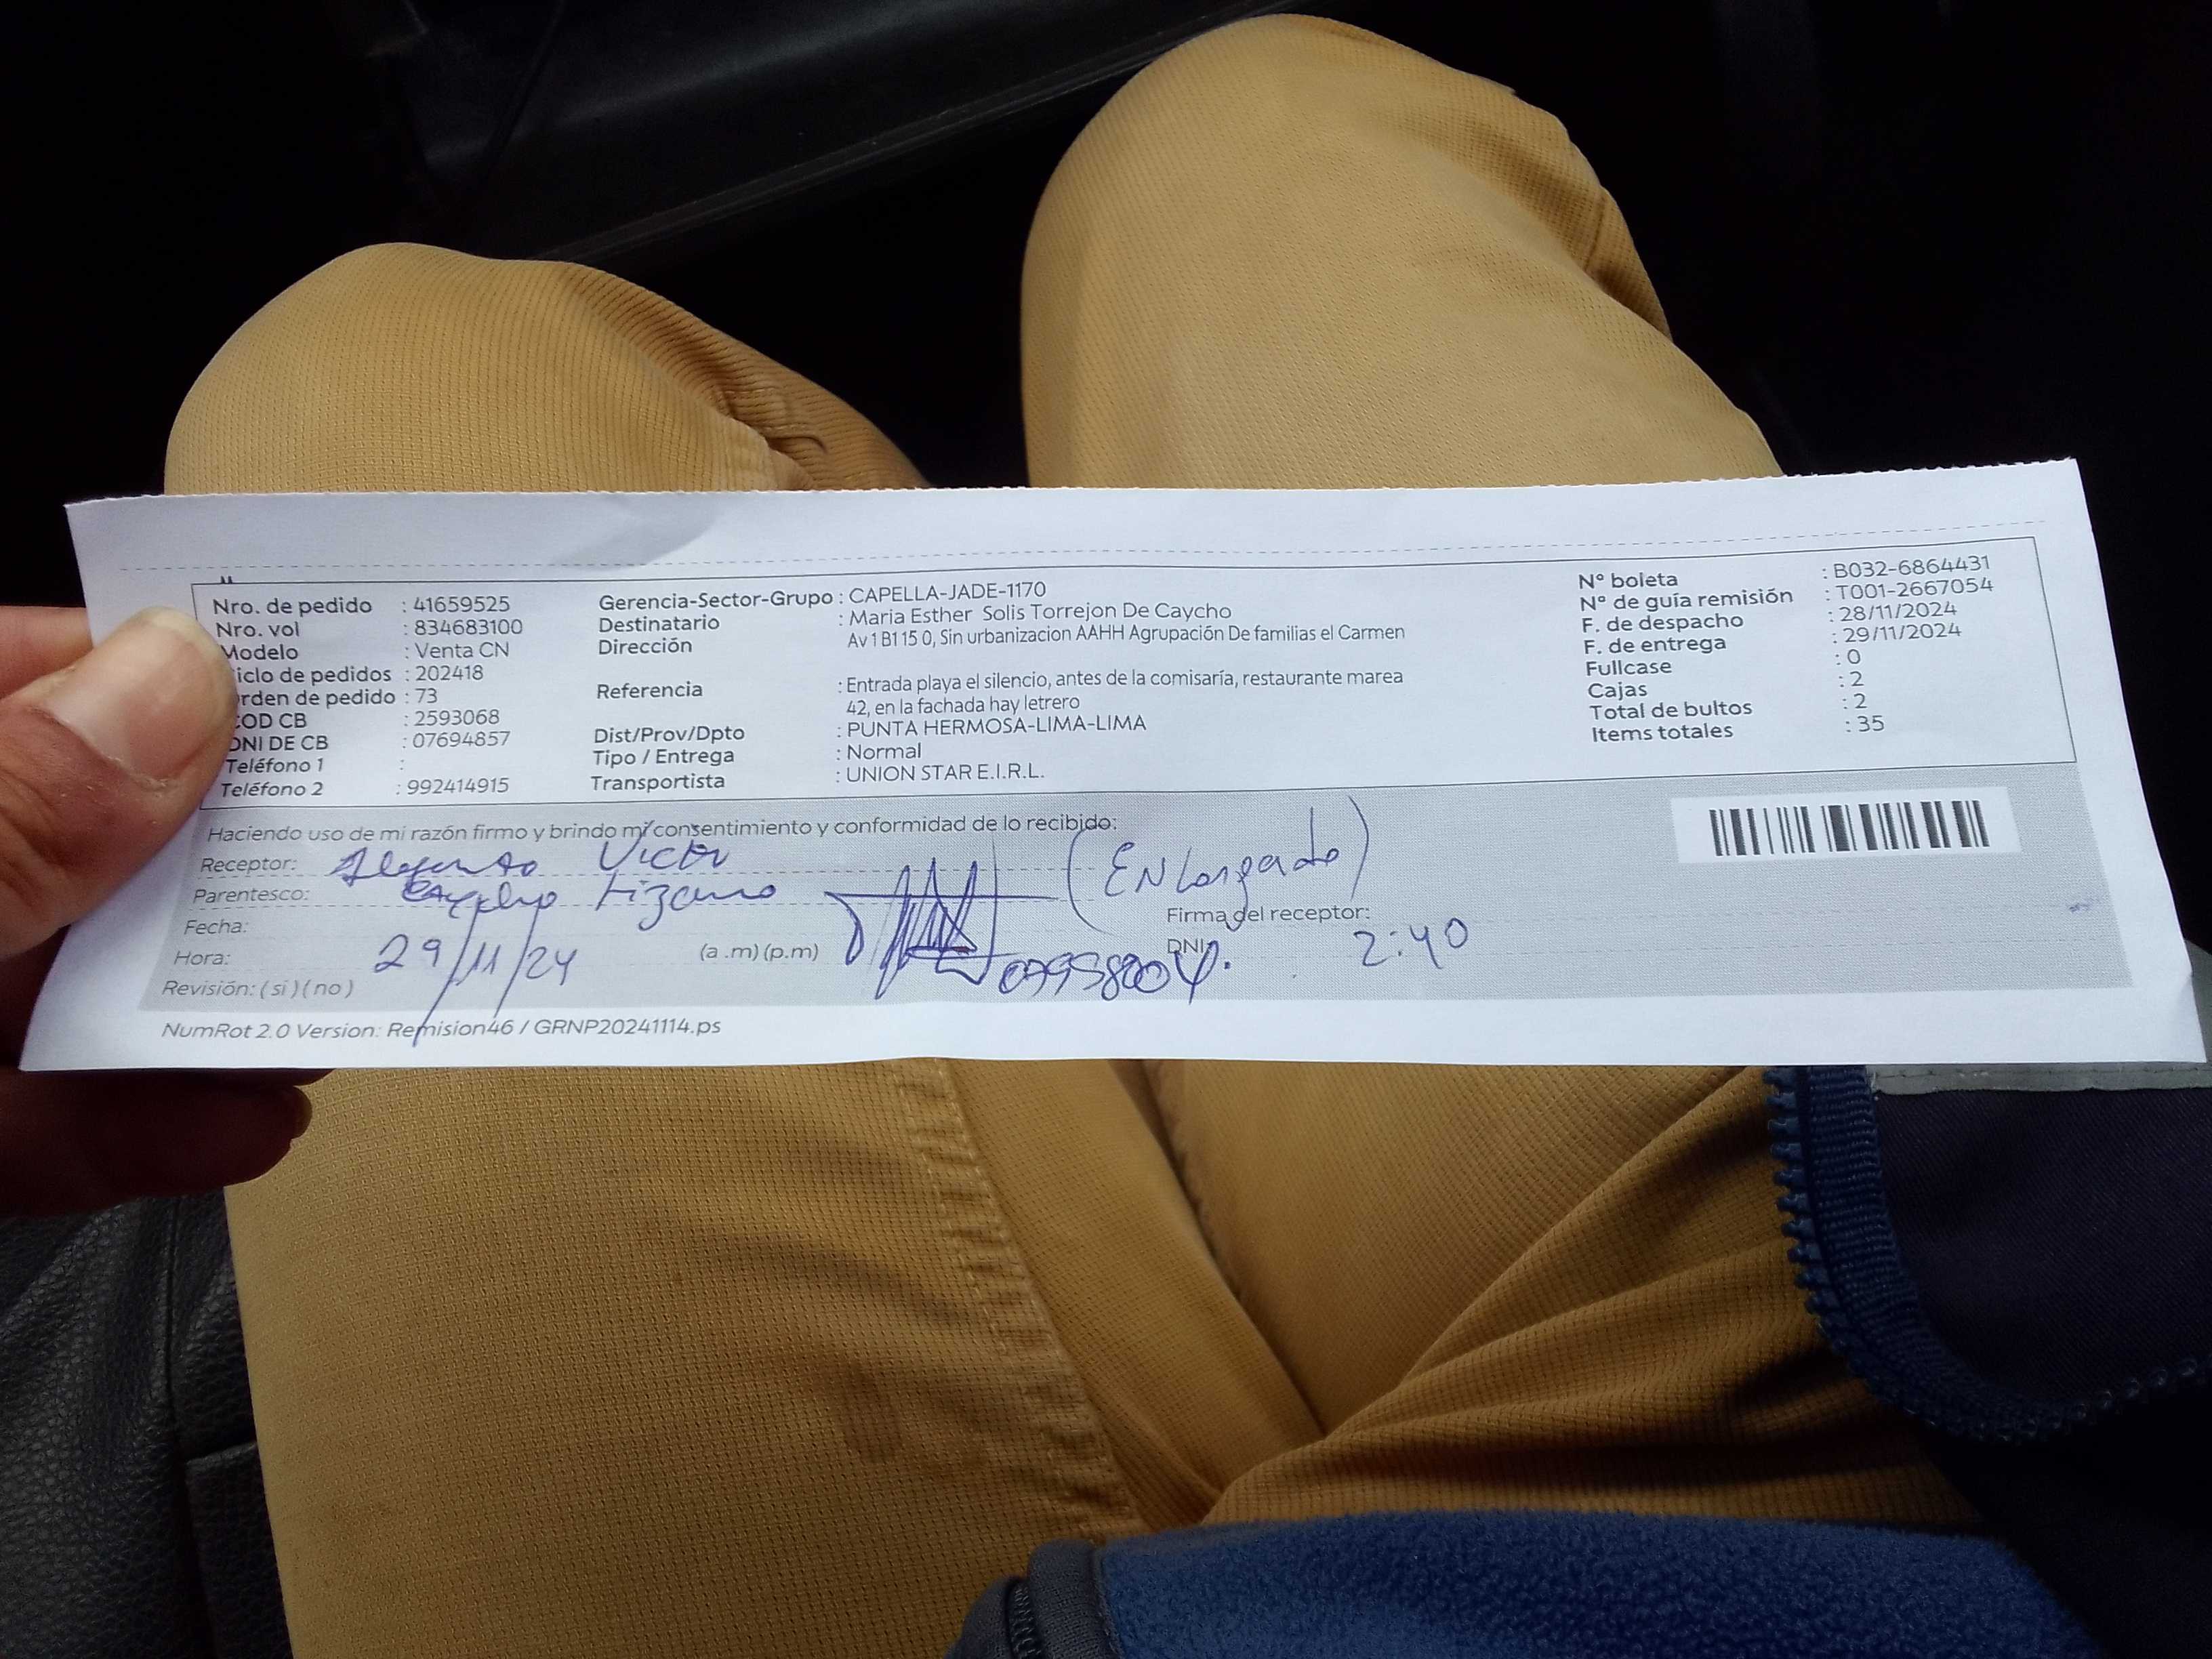 Nro. de pedido : 41659525
Nro. vol : 834683100
Modelo : Venta CN
iclo de pedidos : 202418
rden de pedido : 73
COD CB : 2593068
DNI DE CB : 07694857
Teléfono 1 :
Teléfono 2 : 992414915
Gerencia-Sector-Grupo : CAPELLA-JADE-1170
Destinatario : Maria Esther Solis Torrejon De Caycho
Dirección Av 1 B1 15 0, Sin urbanizacion AAHH Agrupación De familias el Carmen
Referencia : Entrada playa el silencio, antes de la comisaría, restaurante marea
42, en la fachada hay letrero
Dist/Prov/Dpto : PUNTA HERMOSA-LIMA-LIMA
Tipo / Entrega : Normal
Transportista : UNION STAR E.I.R.L.
N° boleta : B032-6864431
N° de guía remisión : T001-2667054
F. de despacho : 28/11/2024
F. de entrega : 29/11/2024
Fullcase : 0
Cajas : 2
Total de bultos : 2
Items totales : 35
Haciendo uso de mi razón firmo y brindo mi consentimiento y conformidad de lo recibido:
Receptor: Victor
Parentesco: Caycho Lizano (Encargado)
Fecha: Firma del receptor:
Hora: 29/11/24 (a .m) (p.m) DNI: 2:40
Revisión: ( si ) ( no )
NumRot 2.0 Version: Remision46 / GRNP20241114.ps